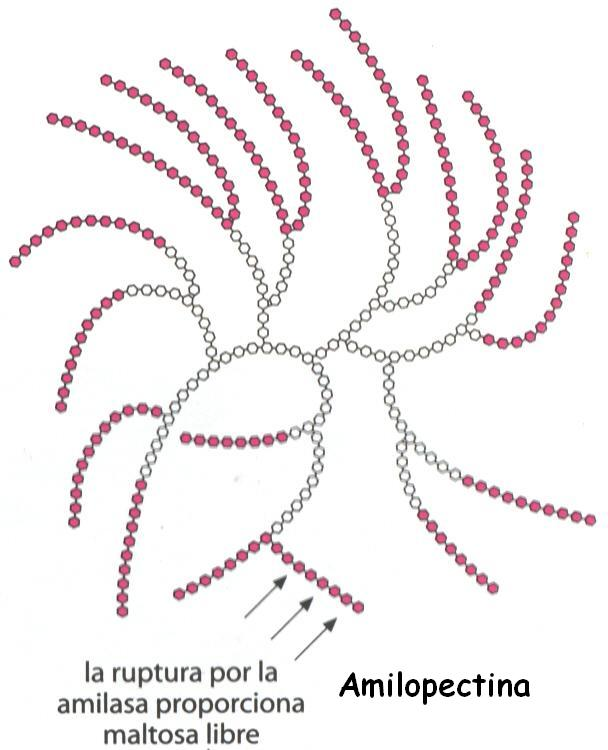 la ruptura por la
amilasa proporciona
maltosa libre
Amilopectina